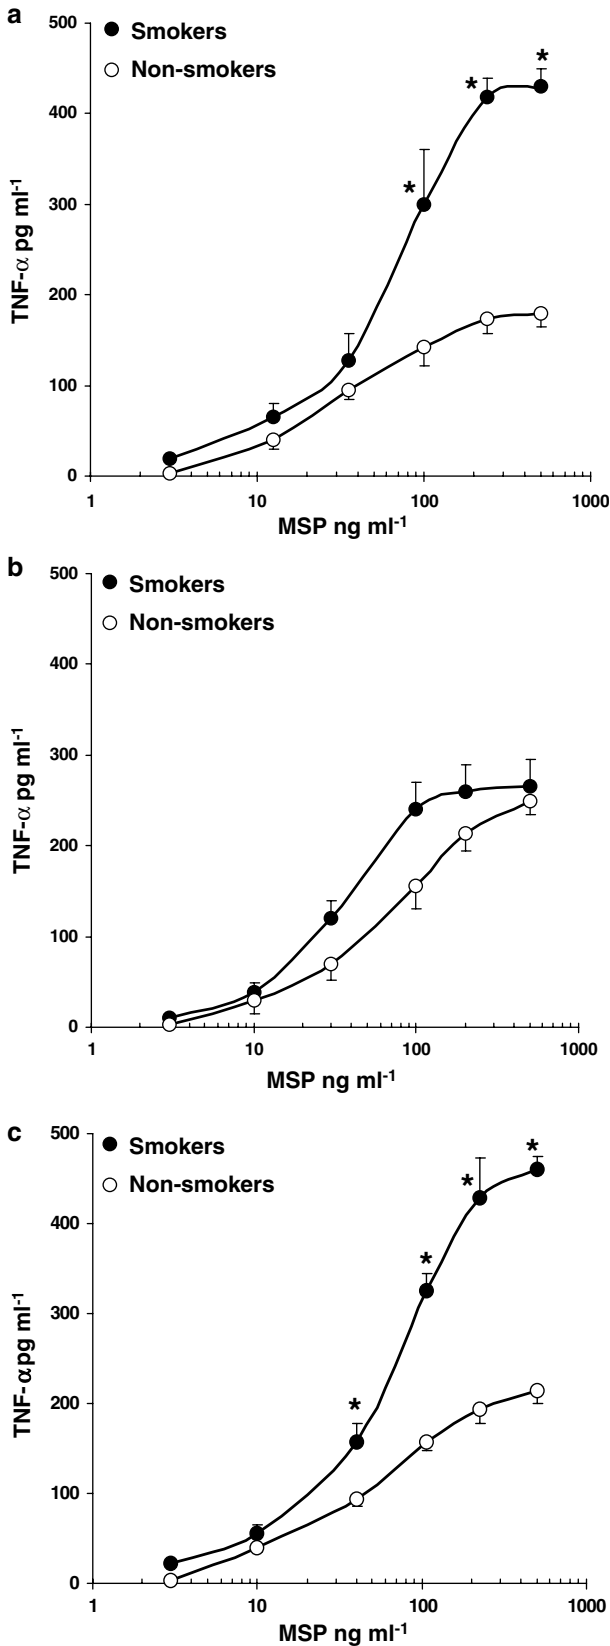 a
500
400
300
200
100
0
TNF-α pg ml⁻¹
Smokers
Non-smokers
*
*
*
1 10 100 1000
MSP ng ml⁻¹
b
500
400
300
200
100
0
TNF-α pg ml⁻¹
Smokers
Non-smokers
1 10 100 1000
MSP ng ml⁻¹
c
500
400
300
200
100
0
TNF-αpg ml⁻¹
Smokers
Non-smokers
*
*
*
*
1 10 100 1000
MSP ng ml⁻¹